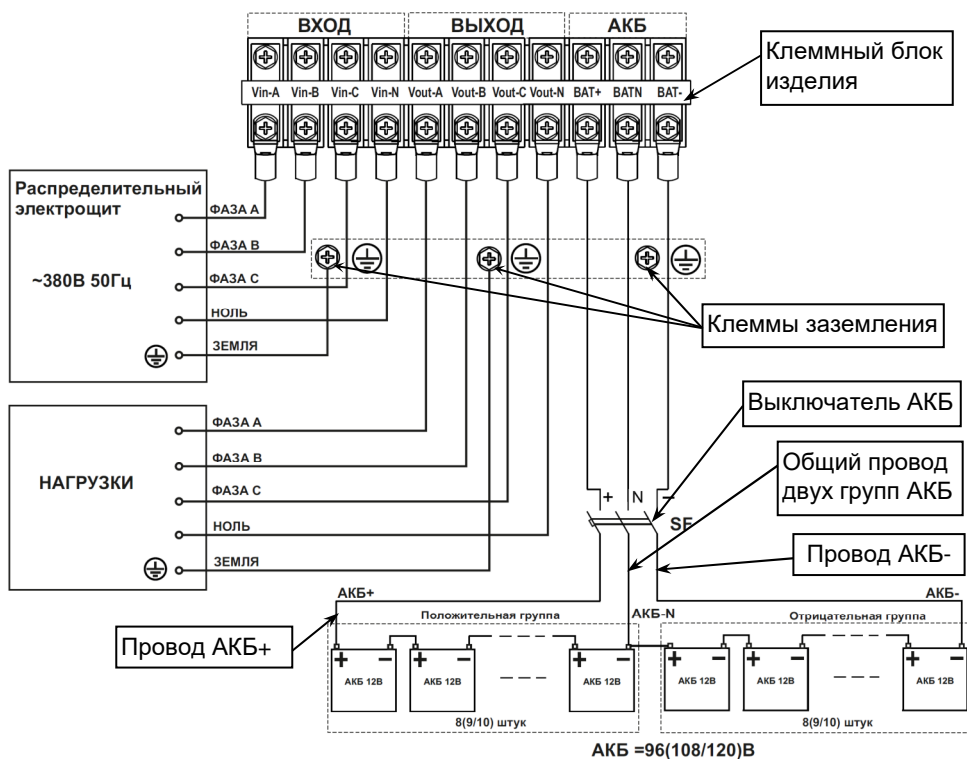 ВХОД ВЫХОД АКБ
Клеммный блок
изделия
Vin-A Vin-B Vin-C Vin-N Vout-A Vout-B Vout-C Vout-N BAT+ BATN BAT-
Распределительный
электрощит
~380В 50Гц
ФАЗА А
ФАЗА В
ФАЗА С
НОЛЬ
ЗЕМЛЯ
Клеммы заземления
НАГРУЗКИ
ФАЗА А
ФАЗА В
ФАЗА С
НОЛЬ
ЗЕМЛЯ
Выключатель АКБ
Общий провод
двух групп АКБ
+ N −
SF
Провод АКБ-
АКБ+
АКБ-
Положительная группа
АКБ-N
Отрицательная группа
Провод АКБ+
+ − + − + − + − + − + −
АКБ 12В АКБ 12В АКБ 12В АКБ 12В АКБ 12В АКБ 12В
8(9/10) штук
8(9/10) штук
АКБ =96(108/120)В